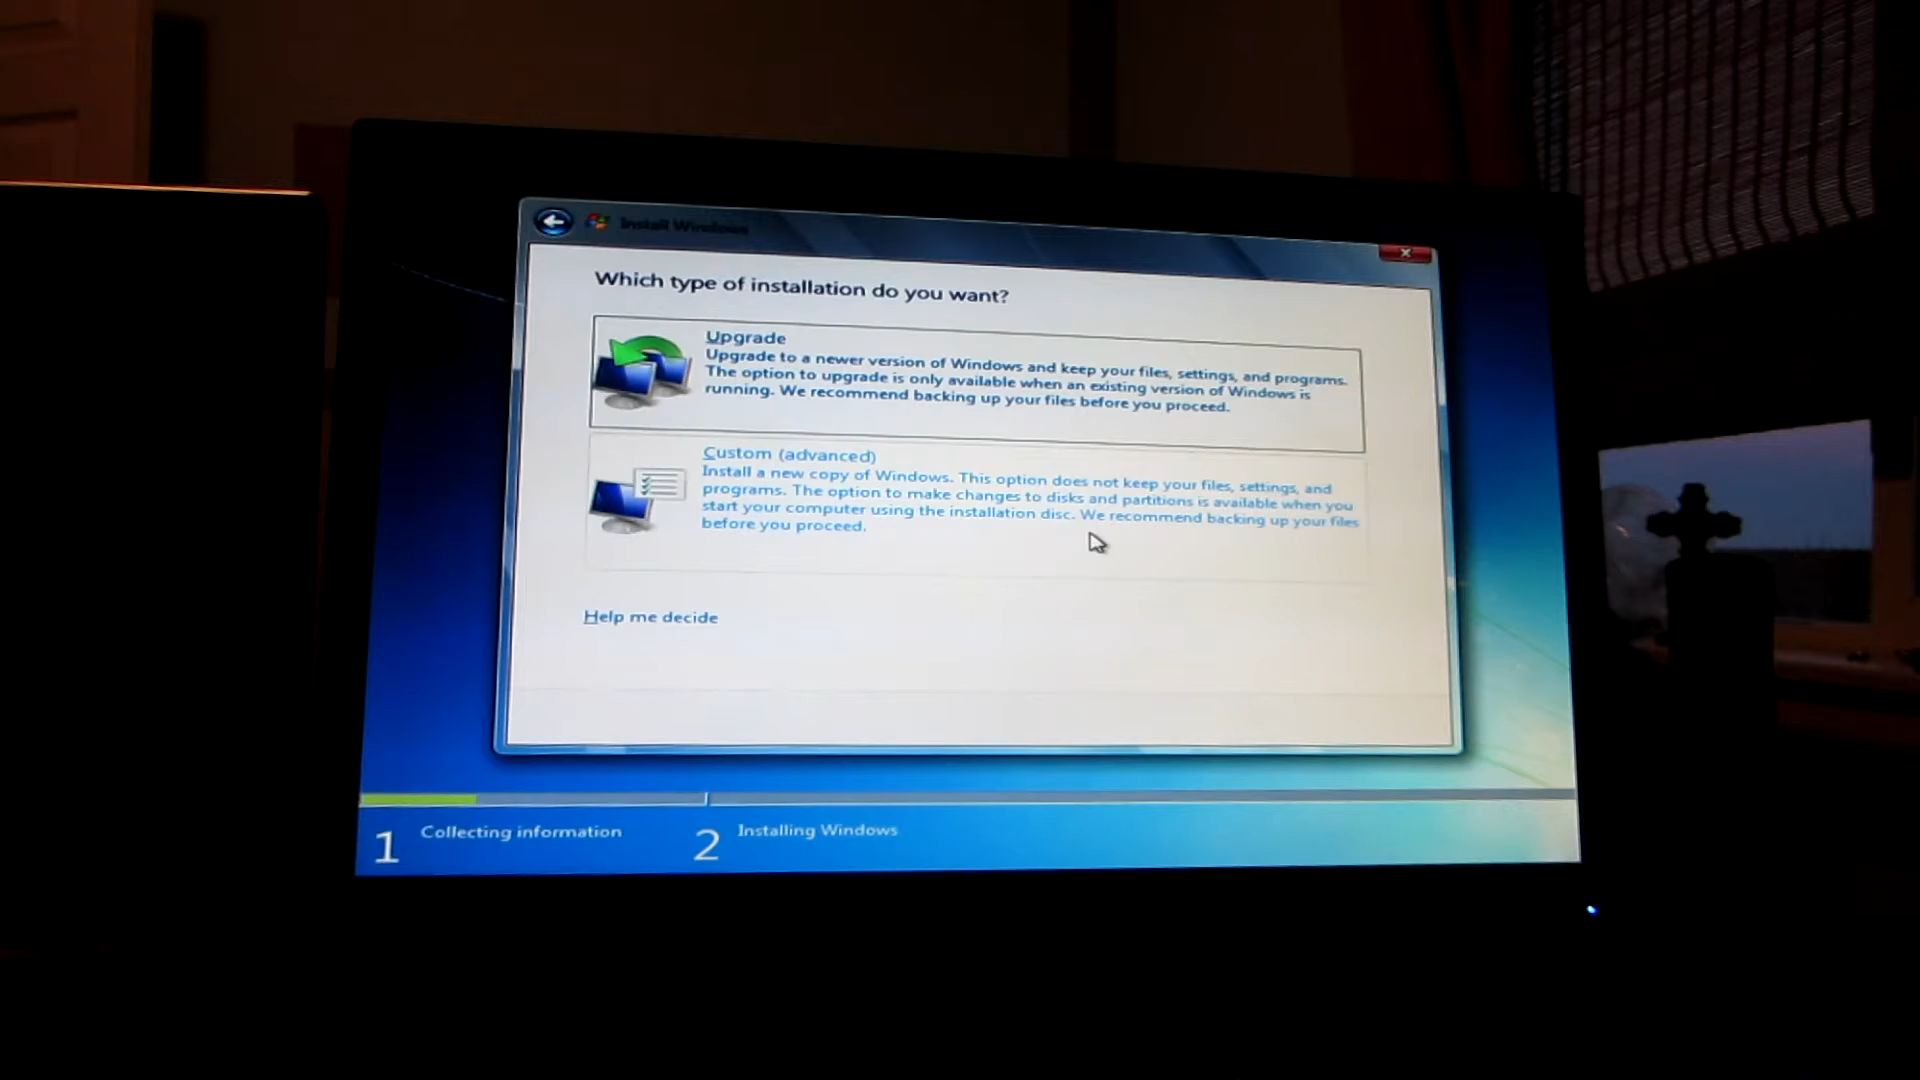 Install Windows
Which type of installation do you want?
Upgrade
Upgrade to a newer version of Windows and keep your files, settings, and programs.
The option to upgrade is only available when an existing version of Windows is
running. We recommend backing up your files before you proceed.
Custom (advanced)
Install a new copy of Windows. This option does not keep your files, settings, and
programs. The option to make changes to disks and partitions is available when you
start your computer using the installation disc. We recommend backing up your files
before you proceed.
Help me decide
1 Collecting information
2 Installing Windows